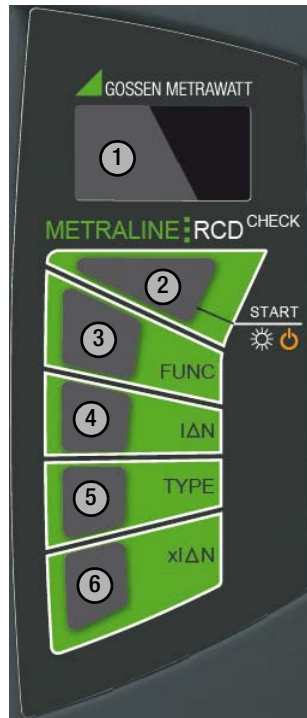 GOSSEN METRAWATT
1
METRALINE RCD CHECK
2
START
3
FUNC
4
IΔN
5
TYPE
6
xIΔN